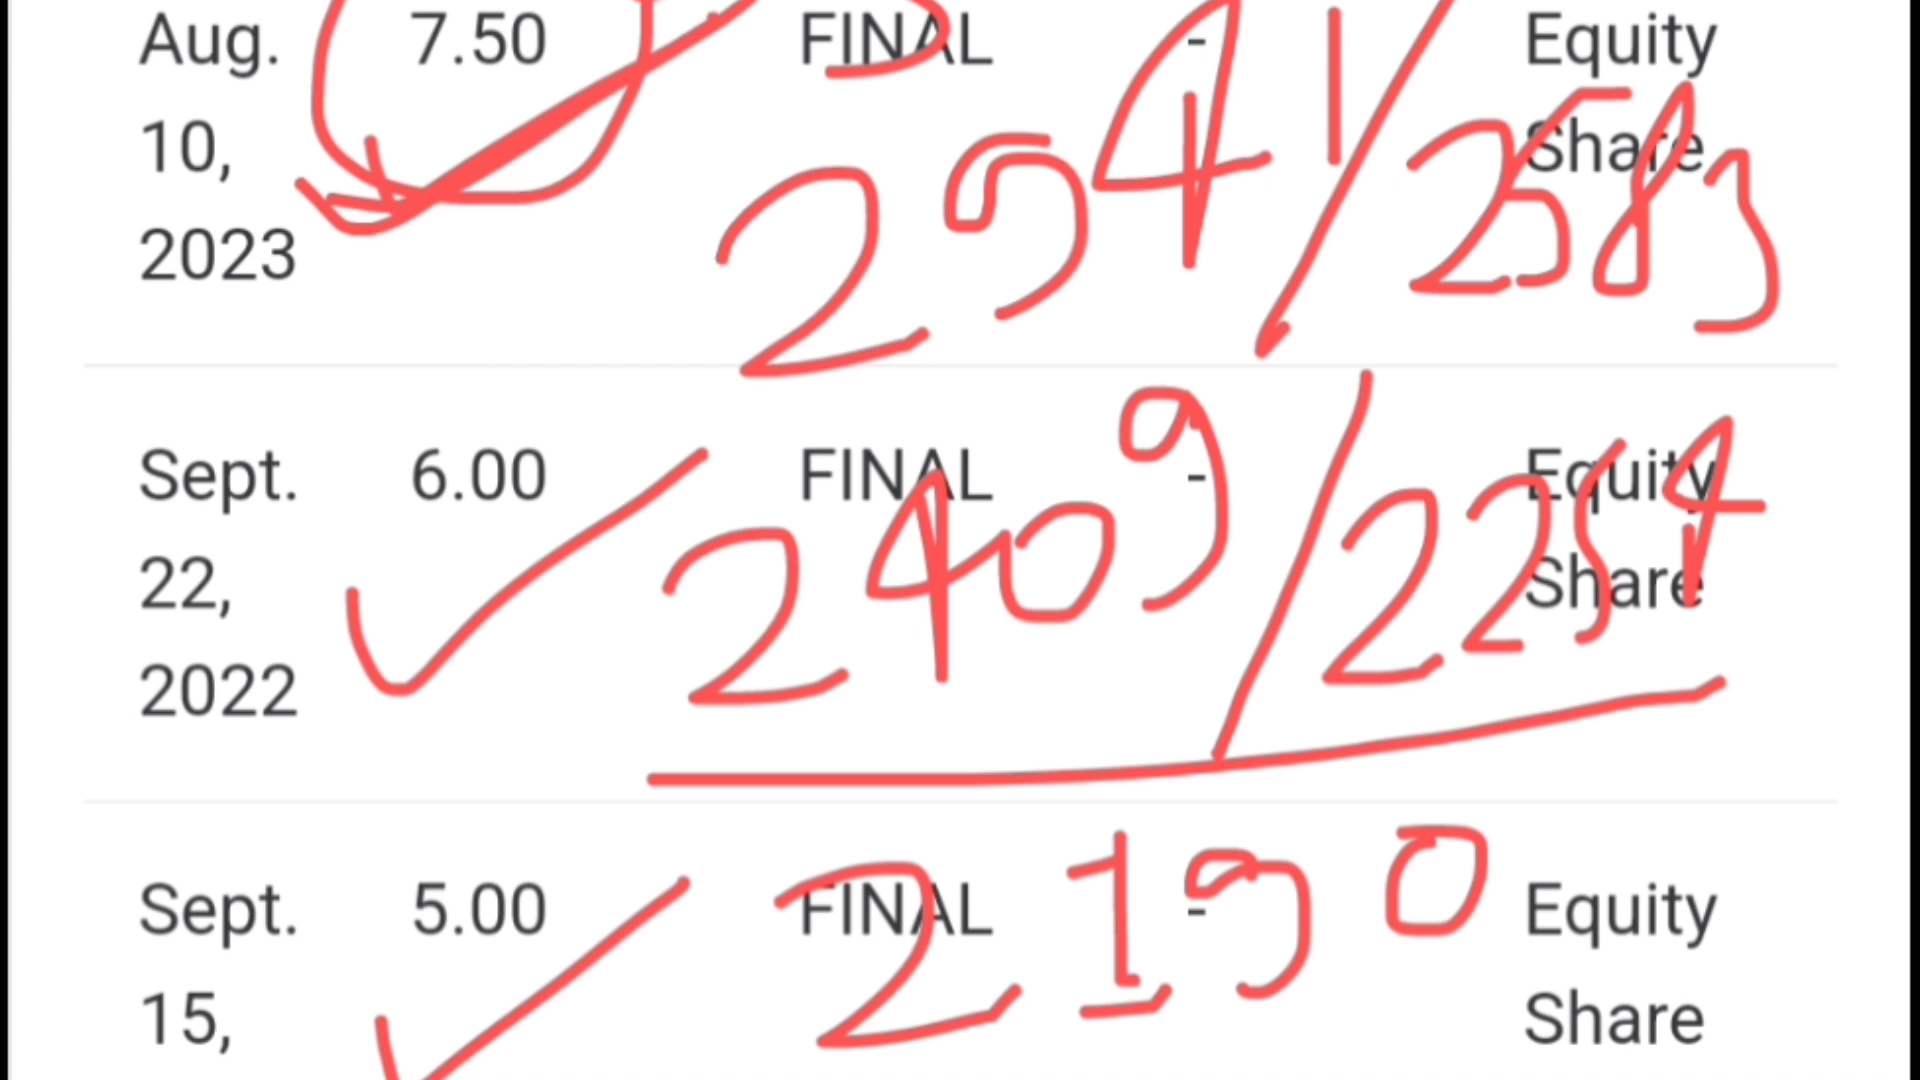 Aug. 7.50 FINAL - Equity
10, Share
2023
2941/2583
Sept. 6.00 FINAL - Equity
22, Share
2022
2409/2254
Sept. 5.00 FINAL - Equity
15, Share
2190